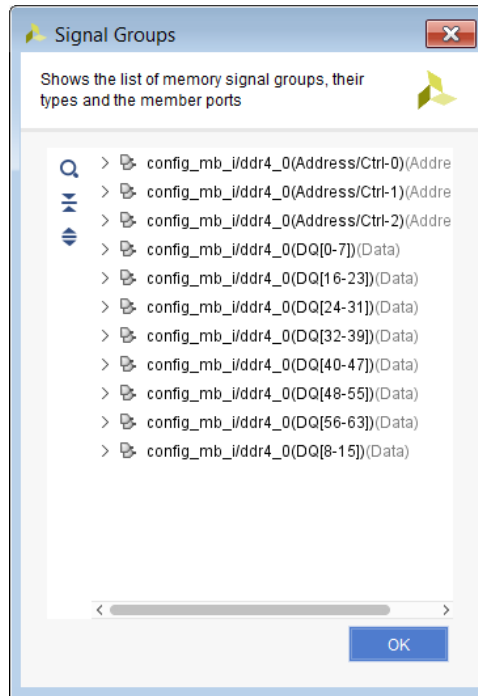 Signal Groups
Shows the list of memory signal groups, their
types and the member ports
config_mb_i/ddr4_0(Address/Ctrl-0)(Addre
config_mb_i/ddr4_0(Address/Ctrl-1)(Addre
config_mb_i/ddr4_0(Address/Ctrl-2)(Addre
config_mb_i/ddr4_0(DQ[0-7])(Data)
config_mb_i/ddr4_0(DQ[16-23])(Data)
config_mb_i/ddr4_0(DQ[24-31])(Data)
config_mb_i/ddr4_0(DQ[32-39])(Data)
config_mb_i/ddr4_0(DQ[40-47])(Data)
config_mb_i/ddr4_0(DQ[48-55])(Data)
config_mb_i/ddr4_0(DQ[56-63])(Data)
config_mb_i/ddr4_0(DQ[8-15])(Data)
OK